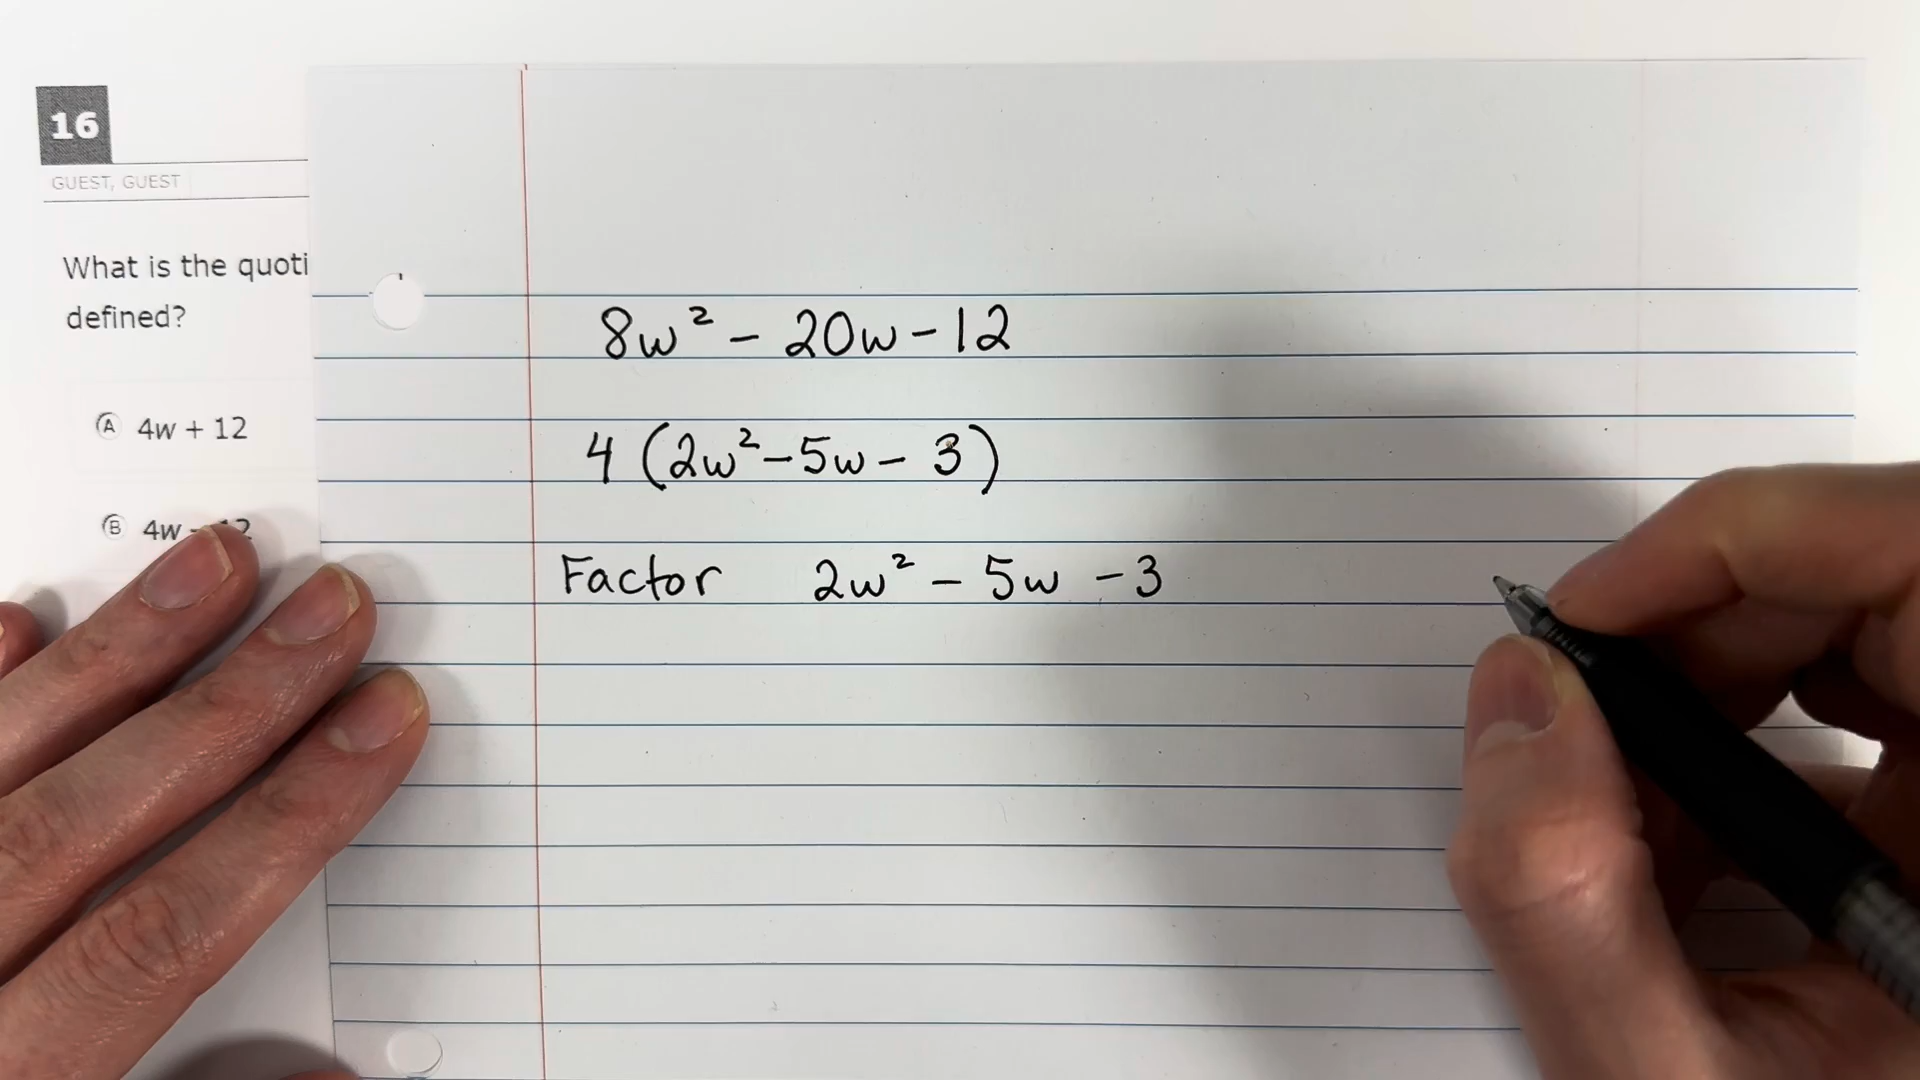 16
GUEST, GUEST
What is the quoti
defined?
A 4w + 12
B 4w - 12
8w² - 20w - 12
4 (2w² - 5w - 3)
Factor 2w² - 5w - 3